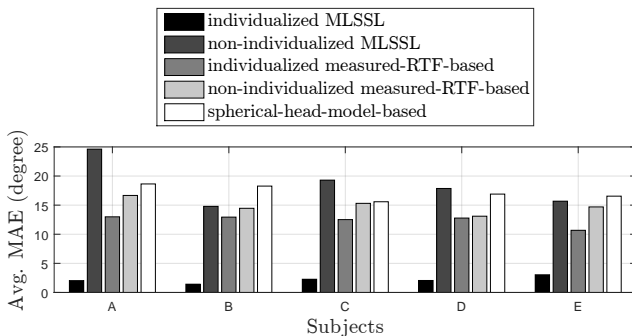 individualized MLSSL
non-individualized MLSSL
individualized measured-RTF-based
non-individualized measured-RTF-based
spherical-head-model-based
Avg. MAE (degree)
25
20
15
10
5
0
A B C D E
Subjects